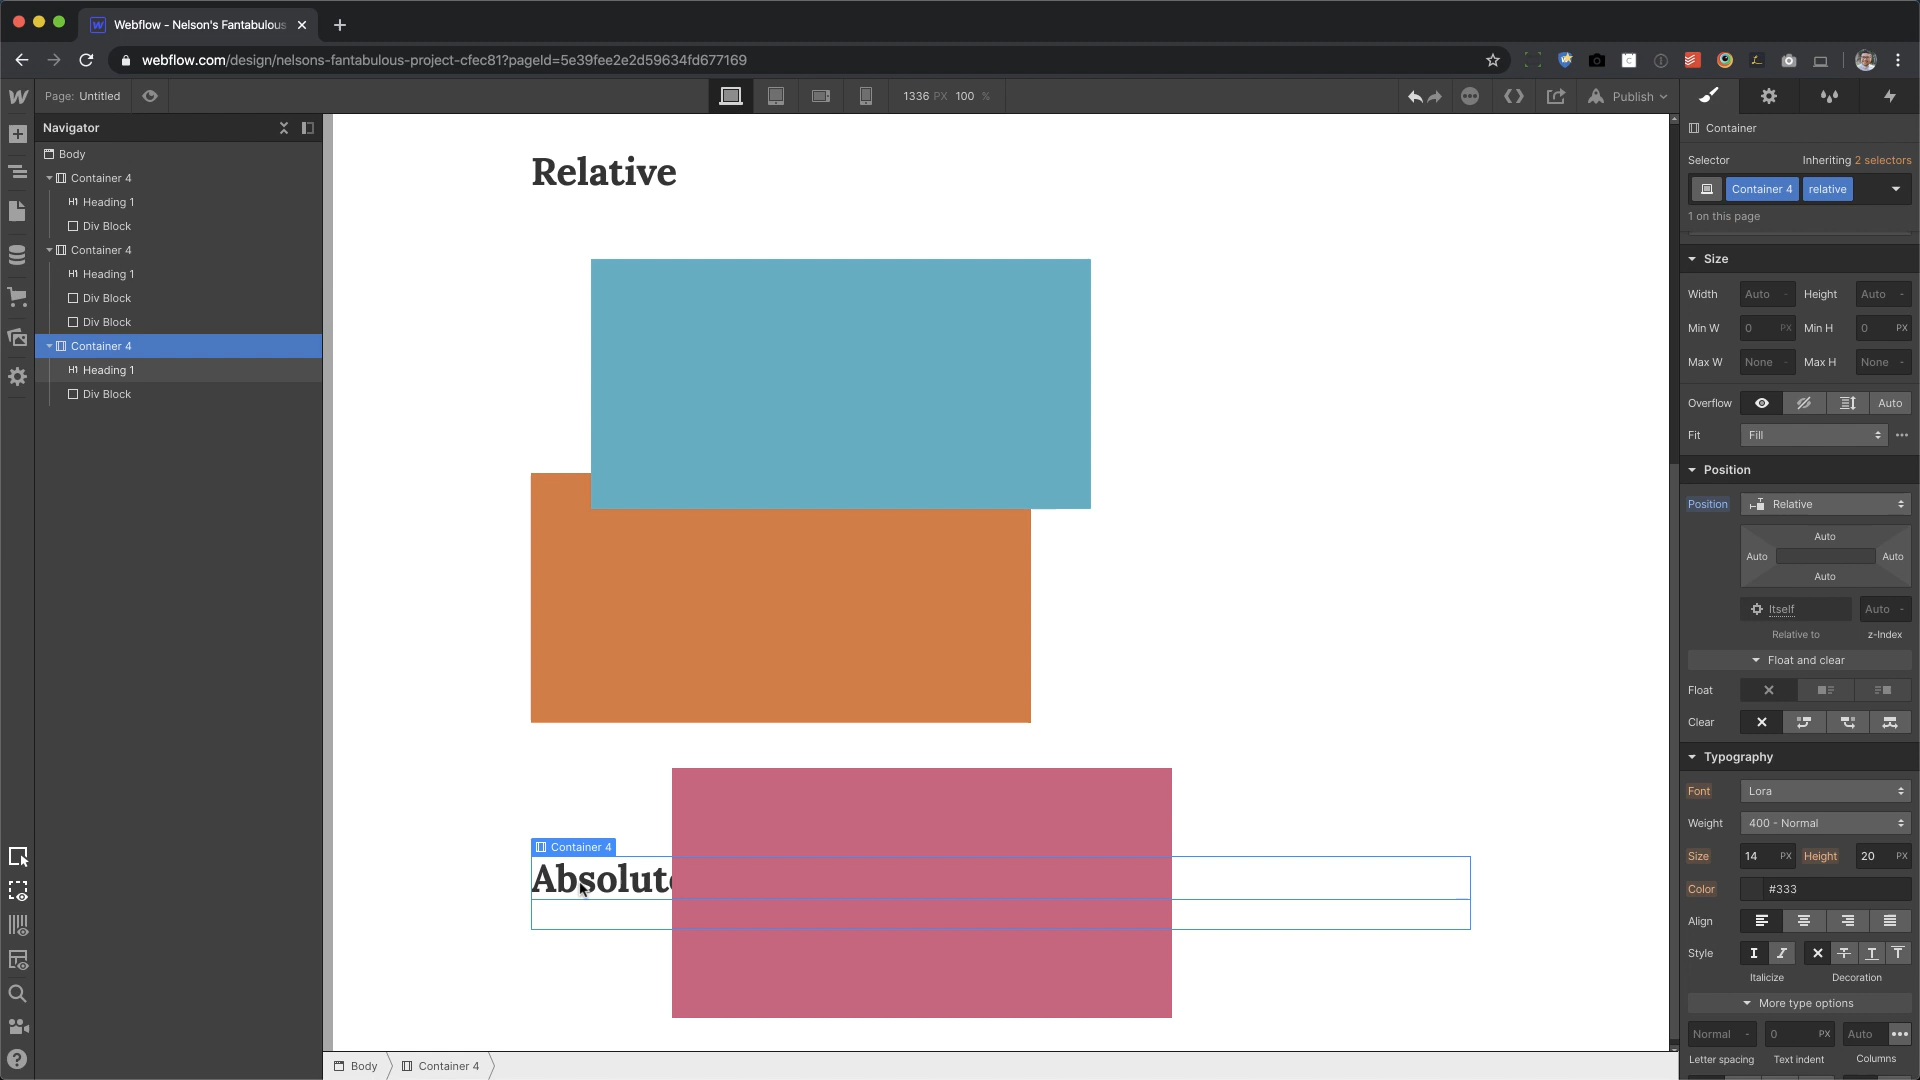 Webflow - Nelson's Fantabulous
webflow.com/design/nelsons-fantabulous-project-cfec81?pageId=5e39fee2e2d59634fd677169
Page: Untitled
1336 PX 100 %
Publish
Navigator
Body
Container 4
H1 Heading 1
Div Block
Container 4
H1 Heading 1
Div Block
Div Block
Container 4
H1 Heading 1
Div Block
Relative
Container 4
Absolute
Body
Container 4
Container
Selector
Inheriting 2 selectors
Container 4
relative
1 on this page
Size
Width Auto - Height Auto -
Min W 0 PX Min H 0 PX
Max W None - Max H None -
Overflow Auto
Fit Fill
Position
Position Relative
Auto
Auto Auto
Auto
Itself Auto -
Relative to z-Index
Float and clear
Float
Clear
Typography
Font Lora
Weight 400 - Normal
Size 14 PX Height 20 PX
Color #333
Align
Style
Italicize Decoration
More type options
Normal - 0 PX Auto
Letter spacing Text indent Columns